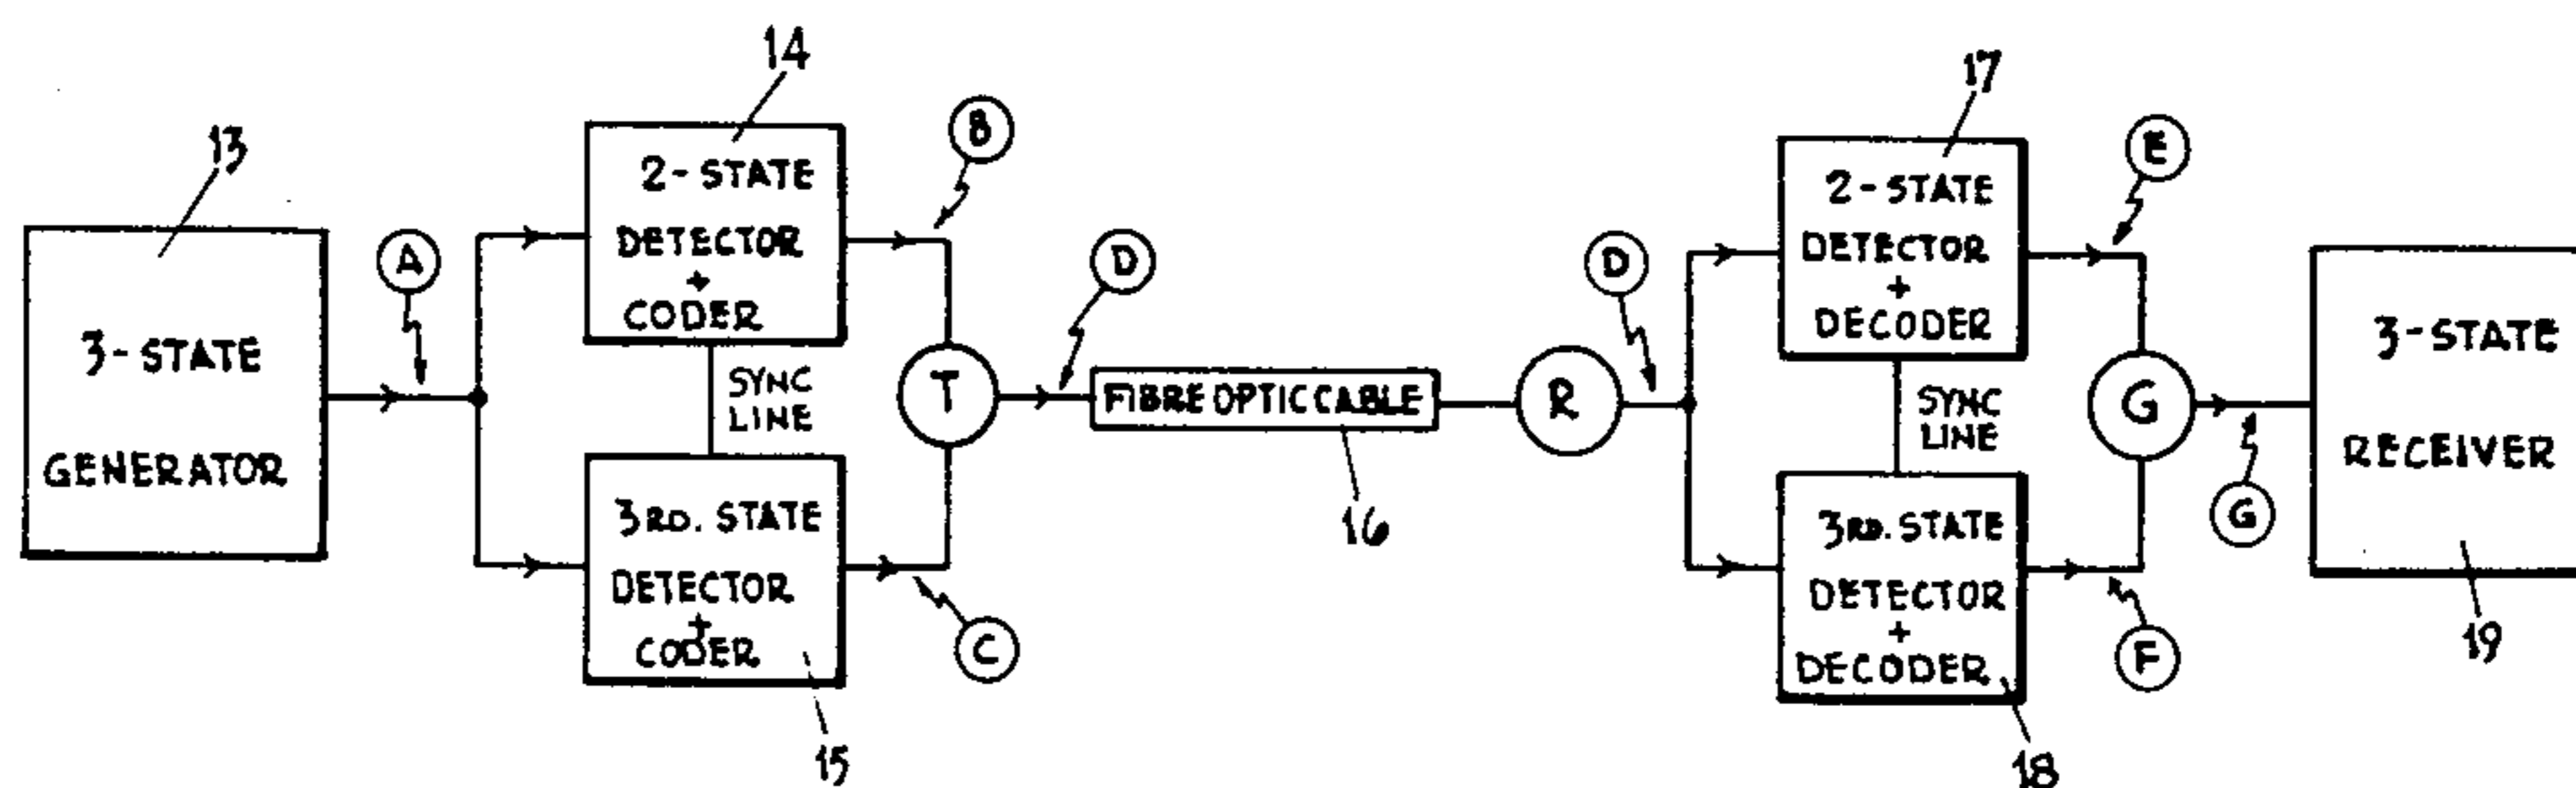 13
3-STATE
GENERATOR
A
14
2-STATE
DETECTOR
+
CODER
SYNC
LINE
3RD. STATE
DETECTOR
+
CODER
15
B
C
T
D
FIBRE OPTIC CABLE
16
R
D
17
2-STATE
DETECTOR
+
DECODER
SYNC
LINE
3RD. STATE
DETECTOR
+
DECODER
18
E
F
G
G
3-STATE
RECEIVER
19